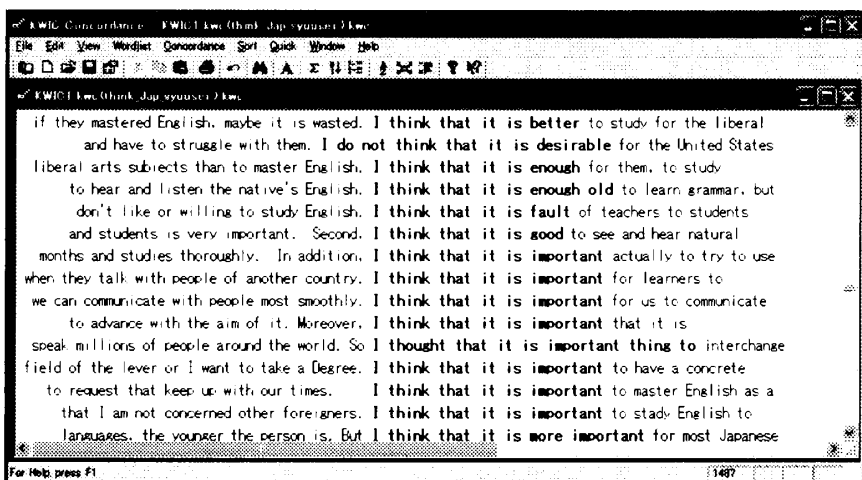 KWIC Concordance - KWIC1.kwc (think_Jap_syuusei).kwc
File Edit View Wordlist Concordance Sort Quick Window Help
KWIC1.kwc (think_Jap_syuusei).kwc
if they mastered English, maybe it is wasted. I think that it is better to study for the liberal
and have to struggle with them. I do not think that it is desirable for the United States
liberal arts subjects than to master English. I think that it is enough for them, to study
to hear and listen the native's English. I think that it is enough old to learn grammar, but
don't like or willing to study English. I think that it is fault of teachers to students
and students is very important. Second, I think that it is good to see and hear natural
months and studies thoroughly. In addition, I think that it is important actually to try to use
when they talk with people of another country. I think that it is important for learners to
we can communicate with people most smoothly. I think that it is important for us to communicate
to advance with the aim of it. Moreover, I think that it is important that it is
speak millions of people around the world. So I thought that it is important thing to interchange
field of the lever or I want to take a Degree. I think that it is important to have a concrete
to request that keep up with our times. I think that it is important to master English as a
that I am not concerned other foreigners. I think that it is important to stady English to
languages, the younger the person is. But I think that it is more important for most Japanese
For Help, press F1
1487